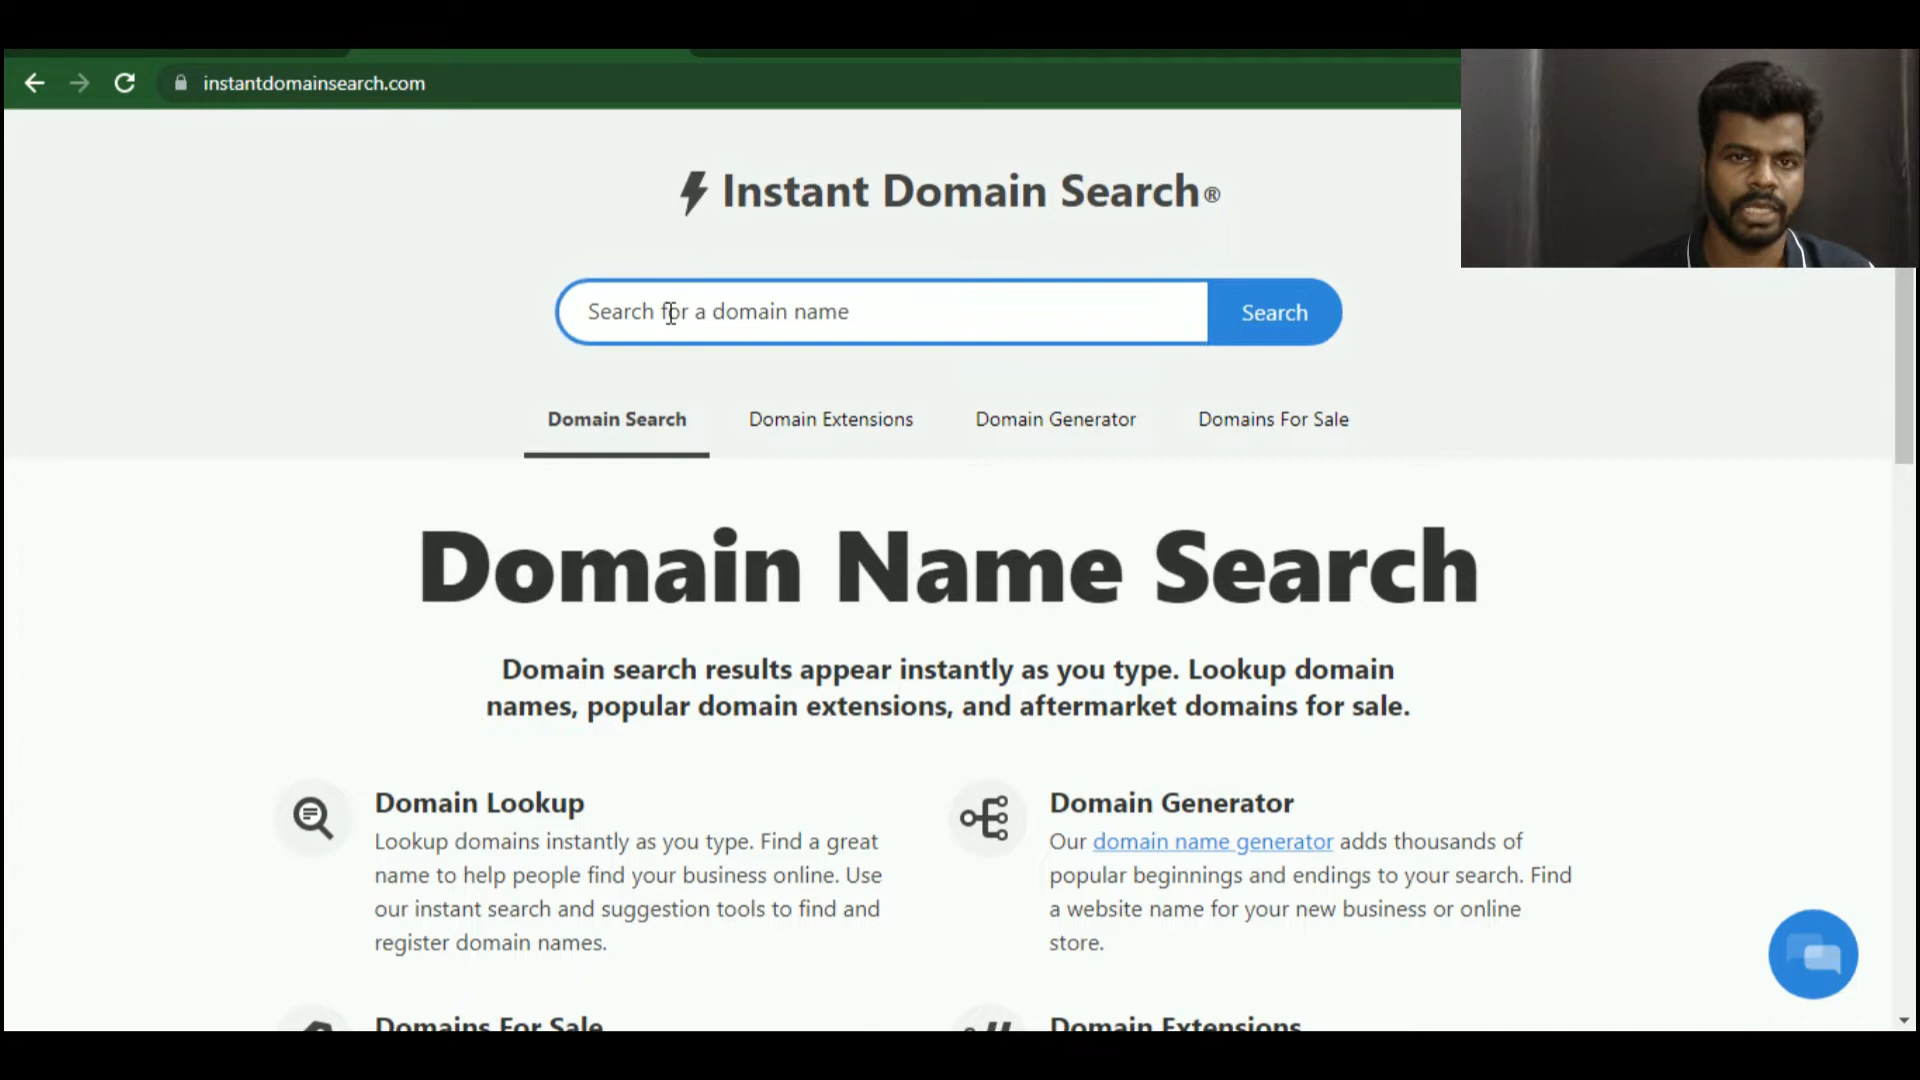 instantdomainsearch.com
Instant Domain Search®
Search for a domain name
Search
Domain Search
Domain Extensions
Domain Generator
Domains For Sale
Domain Name Search
Domain search results appear instantly as you type. Lookup domain
names, popular domain extensions, and aftermarket domains for sale.
Domain Lookup
Lookup domains instantly as you type. Find a great
name to help people find your business online. Use
our instant search and suggestion tools to find and
register domain names.
Domain Generator
Our domain name generator adds thousands of
popular beginnings and endings to your search. Find
a website name for your new business or online
store.
Domains For Sale
Domain Extensions